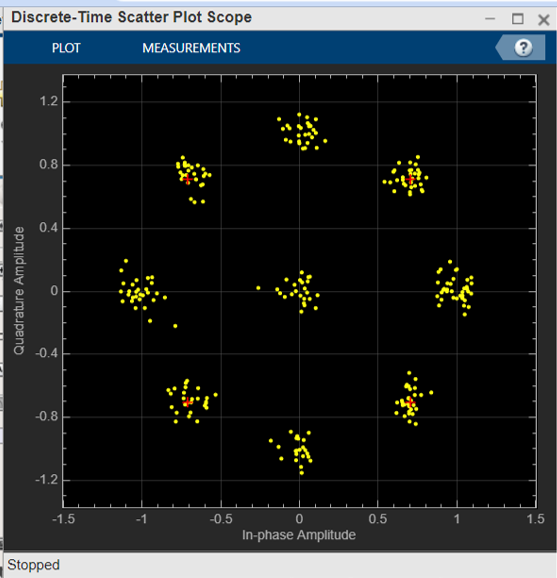 Discrete-Time Scatter Plot Scope
PLOT MEASUREMENTS ?
1.2
0.8
0.4
0
-0.4
-0.8
-1.2
Quadrature Amplitude
-1.5 -1 -0.5 0 0.5 1 1.5
In-phase Amplitude
Stopped